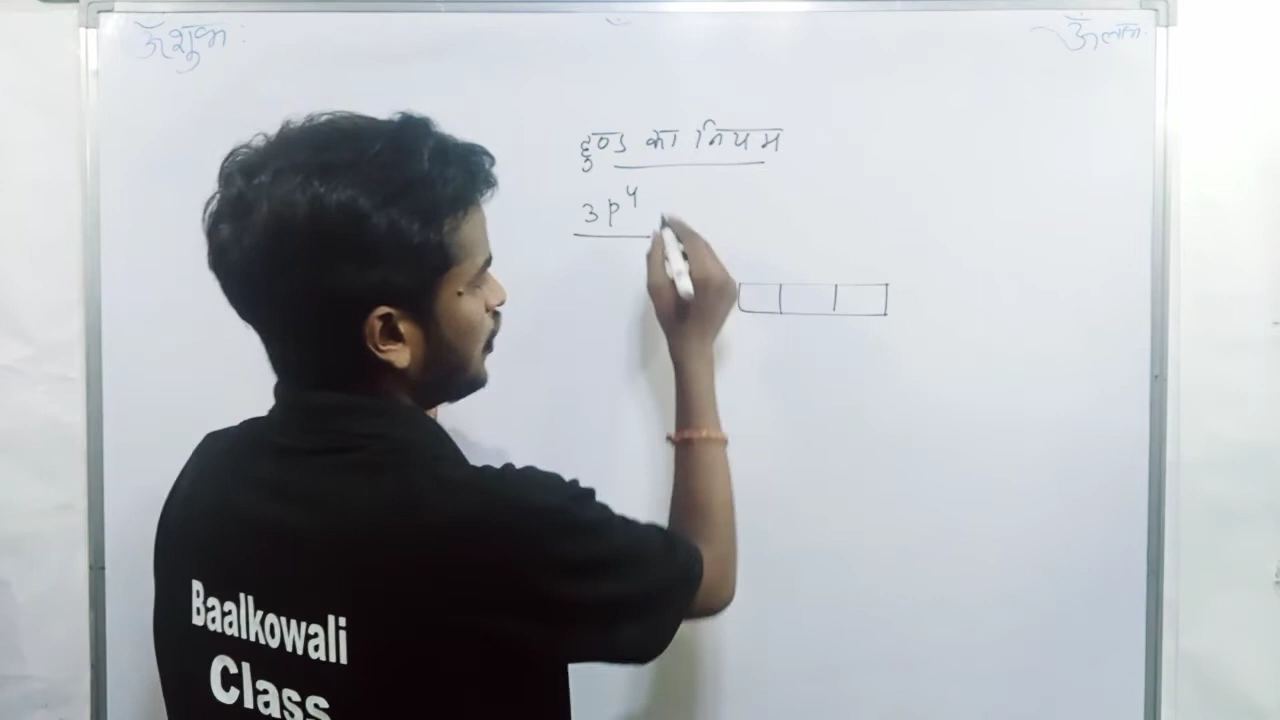 ॐ शुभ :
ॐ लाभ
हुण्ड का नियम
3p⁴
Baalkowali
Class